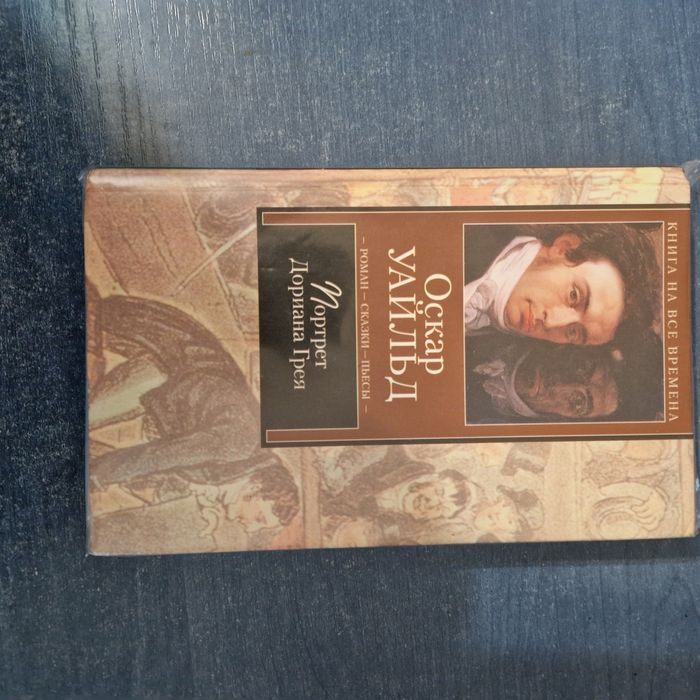 КНИГА НА ВСЕ ВРЕМЕНА
Оскар
УАЙЛЬД
– РОМАН – СКАЗКИ – ПЬЕСЫ –
Портрет
Дориана Грея